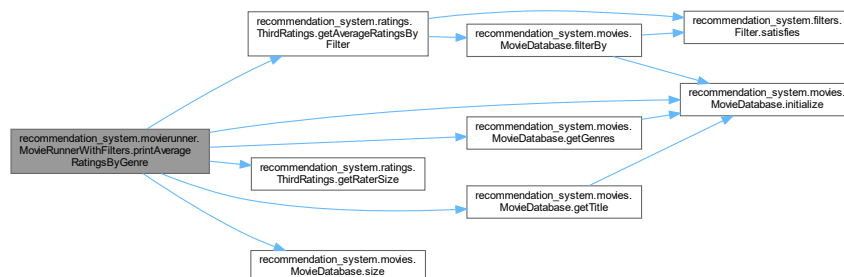 recommendation_system.ratings.
ThirdRatings.getAverageRatingsBy
Filter
recommendation_system.filters.
Filter.satisfies
recommendation_system.movies.
MovieDatabase.filterBy
recommendation_system.movies.
MovieDatabase.initialize
recommendation_system.movierunner.
MovieRunnerWithFilters.printAverage
RatingsByGenre
recommendation_system.movies.
MovieDatabase.getGenres
recommendation_system.ratings.
ThirdRatings.getRaterSize
recommendation_system.movies.
MovieDatabase.getTitle
recommendation_system.movies.
MovieDatabase.size